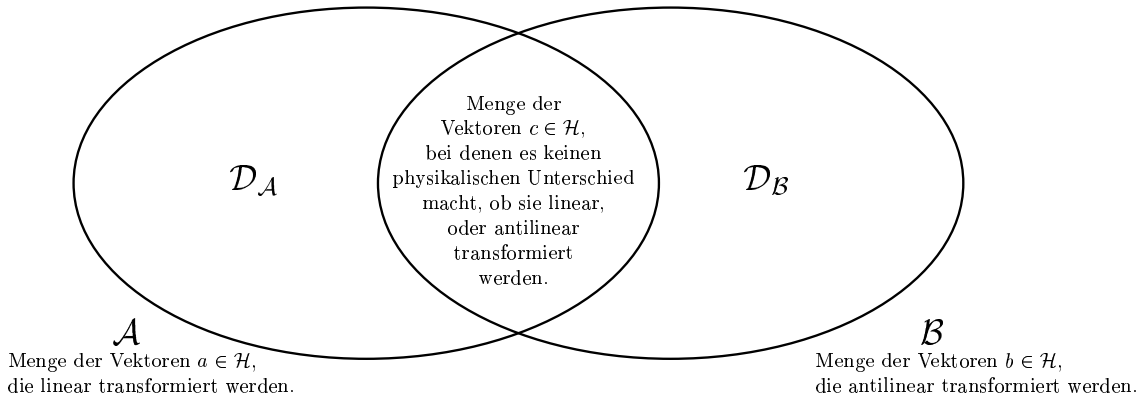 Menge der
Vektoren c ∈ ℋ,
bei denen es keinen
physikalischen Unterschied
macht, ob sie linear,
oder antilinear
transformiert
werden.
𝒟_𝒜
𝒟_ℬ
𝒜
Menge der Vektoren a ∈ ℋ,
die linear transformiert werden.
ℬ
Menge der Vektoren b ∈ ℋ,
die antilinear transformiert werden.